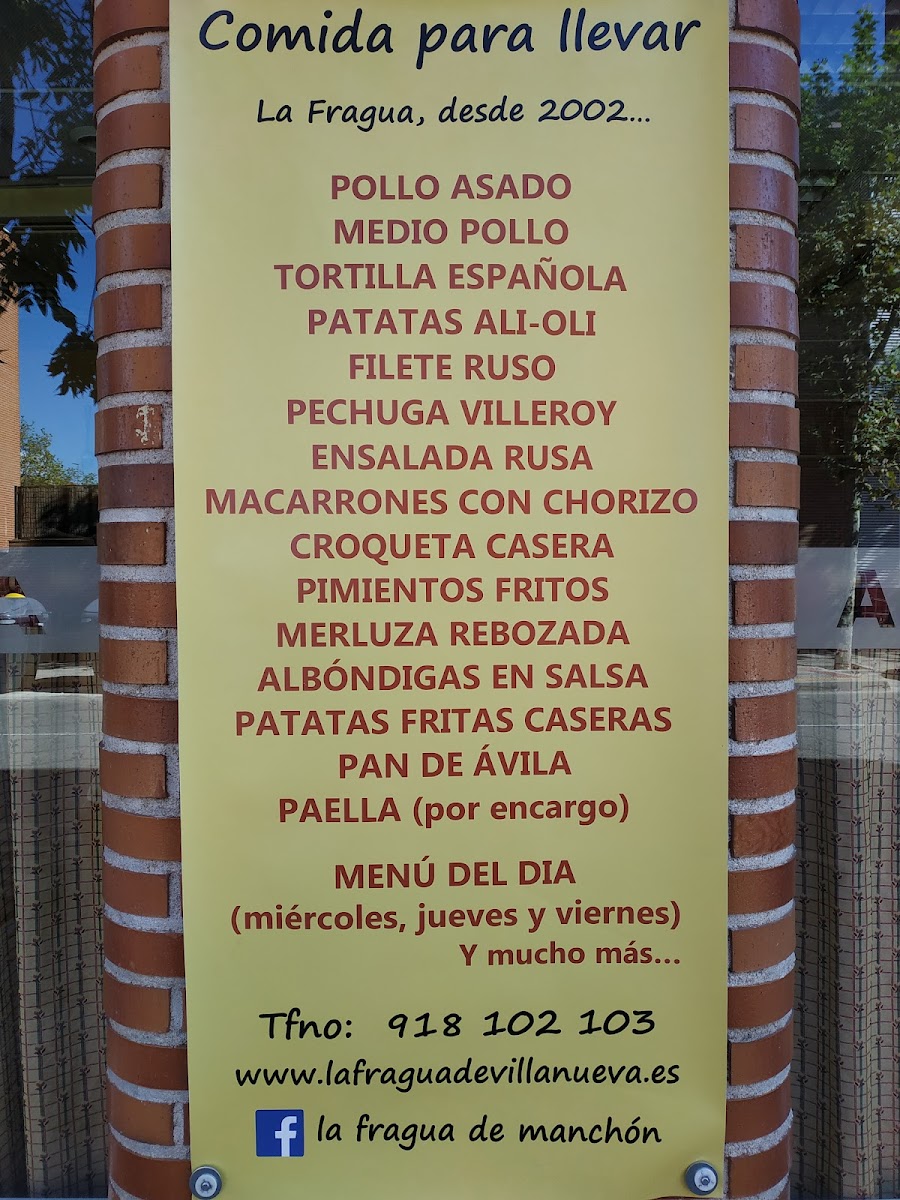 Comida para llevar
La Fragua, desde 2002...
POLLO ASADO
MEDIO POLLO
TORTILLA ESPAÑOLA
PATATAS ALI-OLI
FILETE RUSO
PECHUGA VILLEROY
ENSALADA RUSA
MACARRONES CON CHORIZO
CROQUETA CASERA
PIMIENTOS FRITOS
MERLUZA REBOZADA
ALBÓNDIGAS EN SALSA
PATATAS FRITAS CASERAS
PAN DE ÁVILA
PAELLA (por encargo)
MENÚ DEL DIA
(miércoles, jueves y viernes)
Y mucho más...
Tfno: 918 102 103
www.lafraguadevillanueva.es
f la fragua de manchón
A